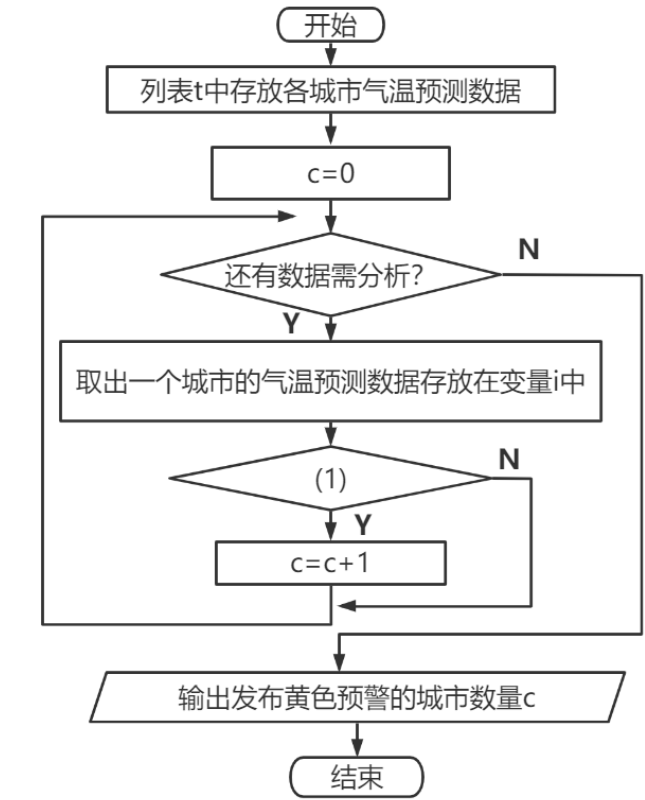 开始
列表t中存放各城市气温预测数据
c=0
还有数据需分析?
N
Y
取出一个城市的气温预测数据存放在变量i中
(1)
N
Y
c=c+1
输出发布黄色预警的城市数量c
结束